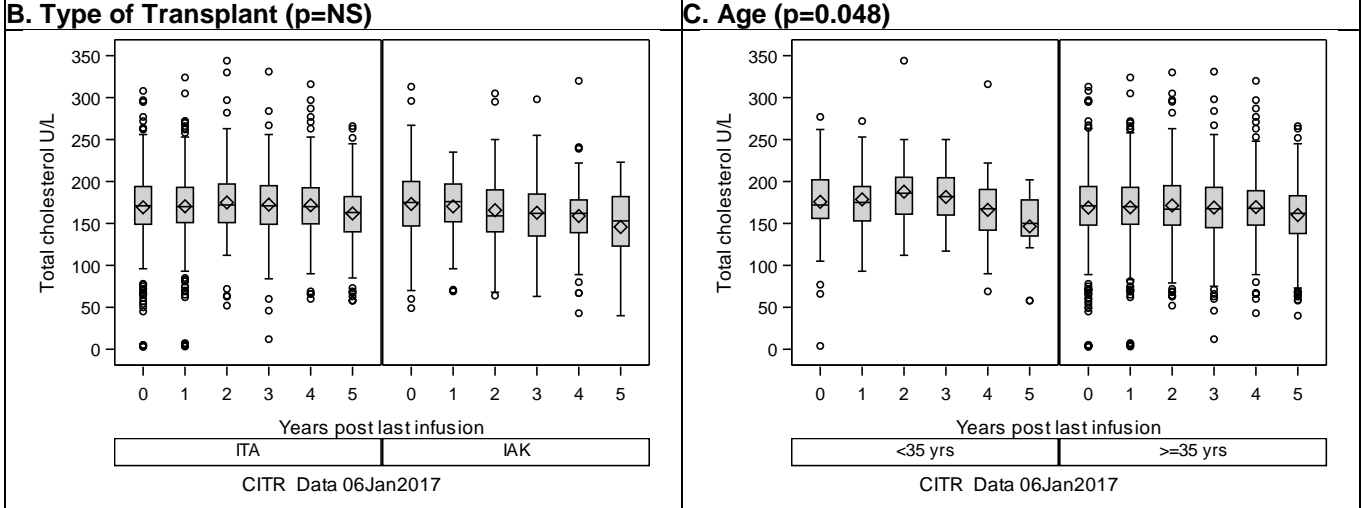 B. Type of Transplant (p=NS)
Total cholesterol U/L
350
300
250
200
150
100
50
0
0 1 2 3 4 5 0 1 2 3 4 5
Years post last infusion
ITA IAK
CITR Data 06Jan2017
C. Age (p=0.048)
Total cholesterol U/L
350
300
250
200
150
100
50
0
0 1 2 3 4 5 0 1 2 3 4 5
Years post last infusion
<35 yrs >=35 yrs
CITR Data 06Jan2017